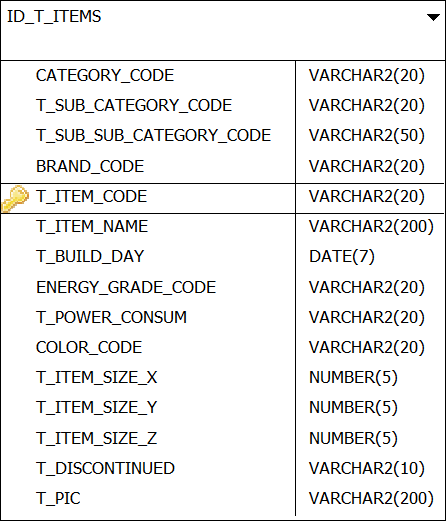 ID_T_ITEMS
CATEGORY_CODE VARCHAR2(20)
T_SUB_CATEGORY_CODE VARCHAR2(20)
T_SUB_SUB_CATEGORY_CODE VARCHAR2(50)
BRAND_CODE VARCHAR2(20)
T_ITEM_CODE VARCHAR2(20)
T_ITEM_NAME VARCHAR2(200)
T_BUILD_DAY DATE(7)
ENERGY_GRADE_CODE VARCHAR2(20)
T_POWER_CONSUM VARCHAR2(20)
COLOR_CODE VARCHAR2(20)
T_ITEM_SIZE_X NUMBER(5)
T_ITEM_SIZE_Y NUMBER(5)
T_ITEM_SIZE_Z NUMBER(5)
T_DISCONTINUED VARCHAR2(10)
T_PIC VARCHAR2(200)